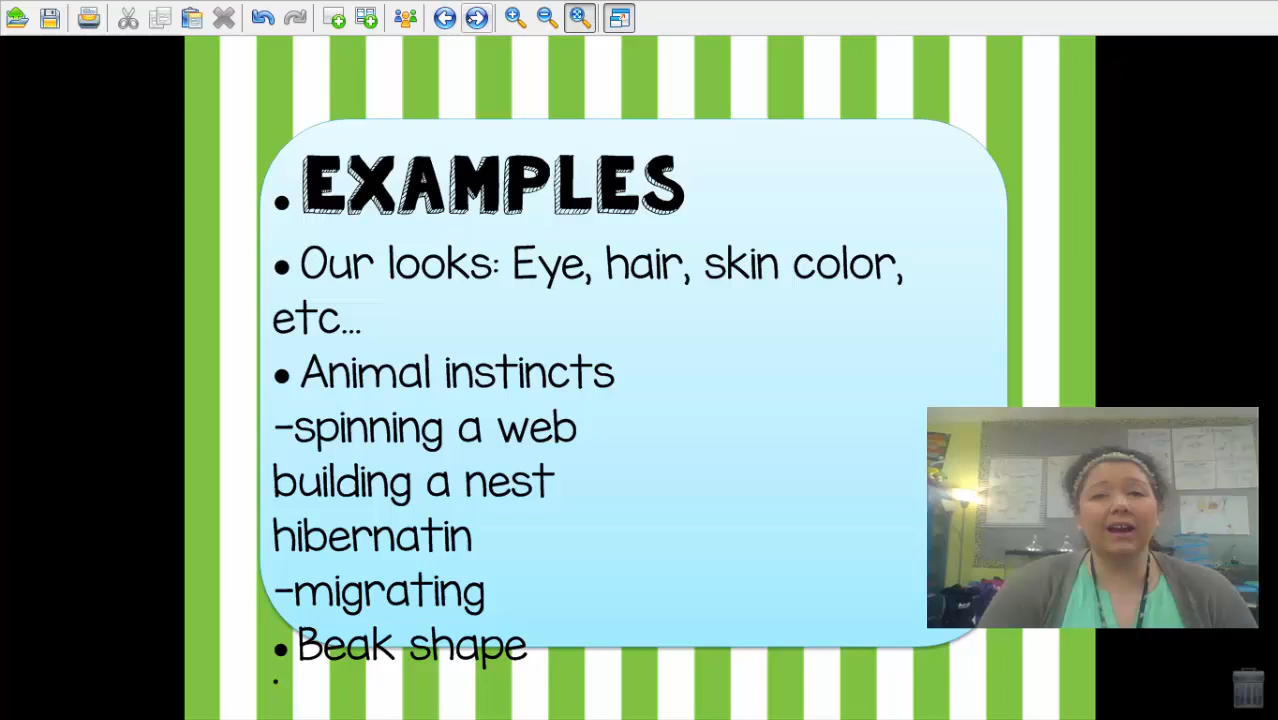 • EXAMPLES
• Our looks: Eye, hair, skin color,
etc...
• Animal instincts
-spinning a web
building a nest
hibernatin
-migrating
• Beak shape
•